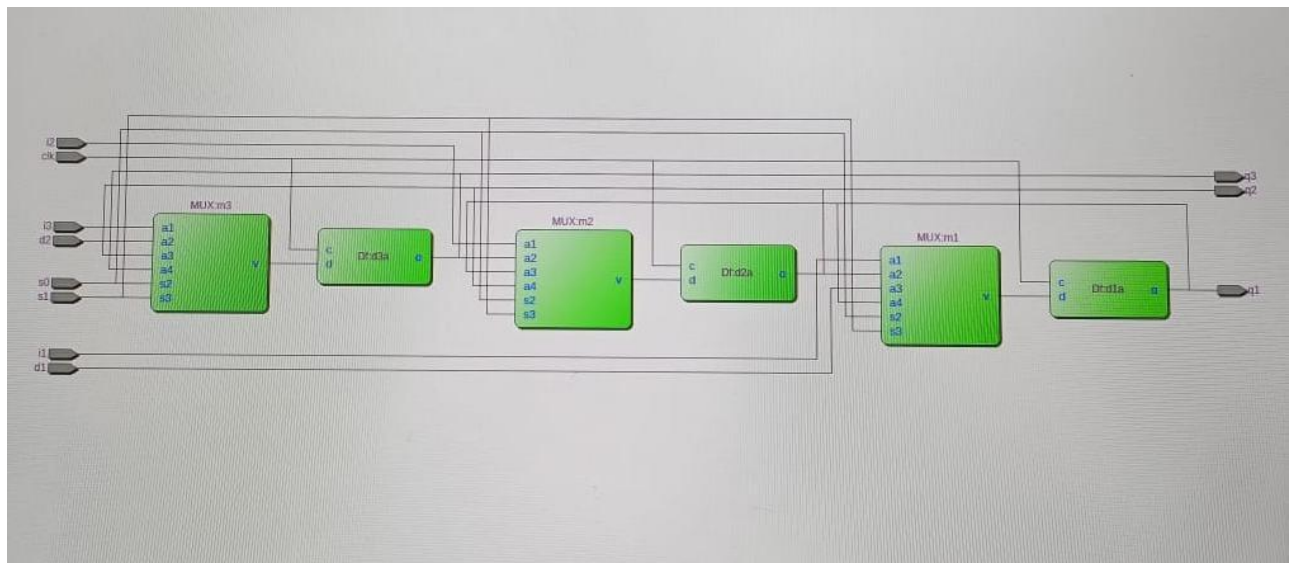 i2
clk
q3
q2
i3
d2
s0
s1
MUX:m3
a1
a2
a3
a4
s2
s3
v
c
d
Df:d3a
q
MUX:m2
a1
a2
a3
a4
s2
s3
v
c
d
Df:d2a
q
MUX:m1
a1
a2
a3
a4
s2
s3
v
c
d
Df:d1a
q
q1
i1
d1